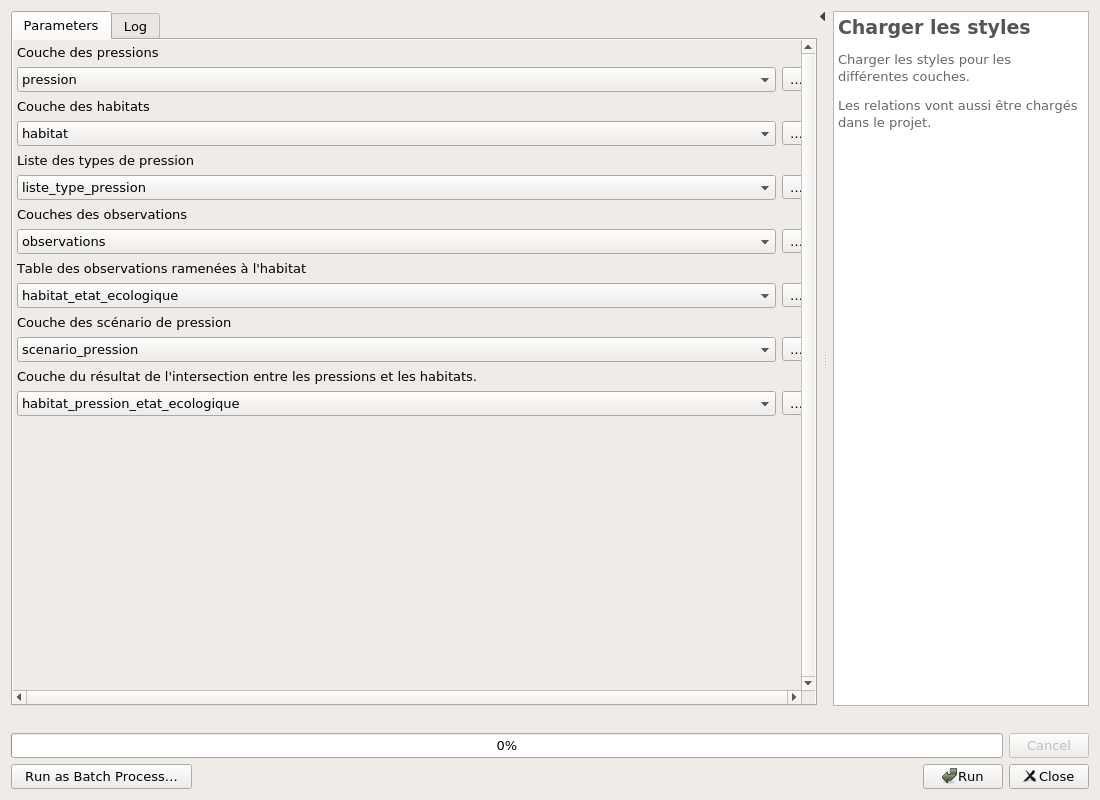 Parameters
Log
Couche des pressions
pression
...
Couche des habitats
habitat
...
Liste des types de pression
liste_type_pression
...
Couches des observations
observations
...
Table des observations ramenées à l'habitat
habitat_etat_ecologique
...
Couche des scénario de pression
scenario_pression
...
Couche du résultat de l'intersection entre les pressions et les habitats.
habitat_pression_etat_ecologique
...
Charger les styles
Charger les styles pour les
différentes couches.
Les relations vont aussi être chargés
dans le projet.
0%
Cancel
Run as Batch Process…
Run
Close